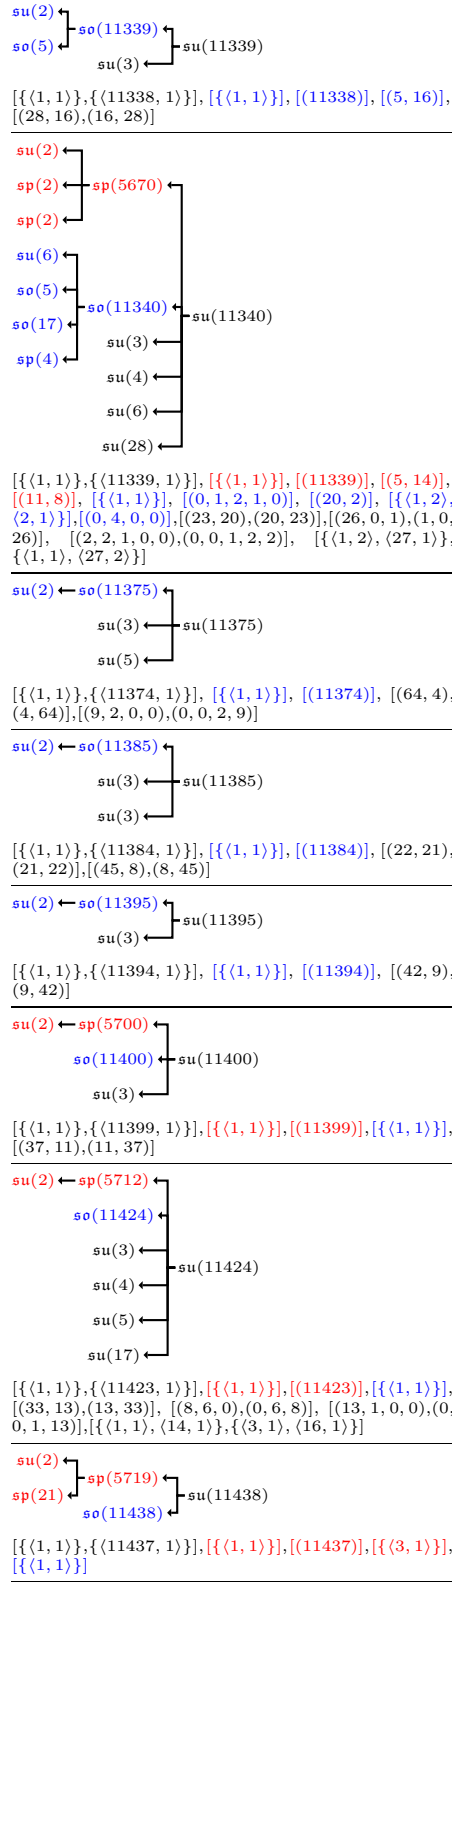 𝔰𝔲(2)
𝔰𝔬(11339)
𝔰𝔬(5)
𝔰𝔲(11339)
𝔰𝔲(3)
[{⟨1, 1⟩},{⟨11338, 1⟩}], [{⟨1, 1⟩}], [(11338)], [(5, 16)],
[(28, 16),(16, 28)]
𝔰𝔲(2)
𝔰𝔭(2)
𝔰𝔭(5670)
𝔰𝔭(2)
𝔰𝔲(6)
𝔰𝔬(5)
𝔰𝔬(11340)
𝔰𝔲(11340)
𝔰𝔬(17)
𝔰𝔲(3)
𝔰𝔭(4)
𝔰𝔲(4)
𝔰𝔲(6)
𝔰𝔲(28)
[{⟨1, 1⟩},{⟨11339, 1⟩}], [{⟨1, 1⟩}], [(11339)], [(5, 14)],
[(11, 8)], [{⟨1, 1⟩}], [(0, 1, 2, 1, 0)], [(20, 2)], [{⟨1, 2⟩,
⟨2, 1⟩}],[(0, 4, 0, 0)],[(23, 20),(20, 23)],[(26, 0, 1),(1, 0,
26)], [(2, 2, 1, 0, 0),(0, 0, 1, 2, 2)], [{⟨1, 2⟩, ⟨27, 1⟩},
{⟨1, 1⟩, ⟨27, 2⟩}]
𝔰𝔲(2)
𝔰𝔬(11375)
𝔰𝔲(3)
𝔰𝔲(11375)
𝔰𝔲(5)
[{⟨1, 1⟩},{⟨11374, 1⟩}], [{⟨1, 1⟩}], [(11374)], [(64, 4),
(4, 64)],[(9, 2, 0, 0),(0, 0, 2, 9)]
𝔰𝔲(2)
𝔰𝔬(11385)
𝔰𝔲(3)
𝔰𝔲(11385)
𝔰𝔲(3)
[{⟨1, 1⟩},{⟨11384, 1⟩}], [{⟨1, 1⟩}], [(11384)], [(22, 21),
(21, 22)],[(45, 8),(8, 45)]
𝔰𝔲(2)
𝔰𝔬(11395)
𝔰𝔲(11395)
𝔰𝔲(3)
[{⟨1, 1⟩},{⟨11394, 1⟩}], [{⟨1, 1⟩}], [(11394)], [(42, 9),
(9, 42)]
𝔰𝔲(2)
𝔰𝔭(5700)
𝔰𝔬(11400)
𝔰𝔲(11400)
𝔰𝔲(3)
[{⟨1, 1⟩},{⟨11399, 1⟩}],[{⟨1, 1⟩}],[(11399)],[{⟨1, 1⟩}],
[(37, 11),(11, 37)]
𝔰𝔲(2)
𝔰𝔭(5712)
𝔰𝔬(11424)
𝔰𝔲(3)
𝔰𝔲(11424)
𝔰𝔲(4)
𝔰𝔲(5)
𝔰𝔲(17)
[{⟨1, 1⟩},{⟨11423, 1⟩}],[{⟨1, 1⟩}],[(11423)],[{⟨1, 1⟩}],
[(33, 13),(13, 33)], [(8, 6, 0),(0, 6, 8)], [(13, 1, 0, 0),(0,
0, 1, 13)],[{⟨1, 1⟩, ⟨14, 1⟩},{⟨3, 1⟩, ⟨16, 1⟩}]
𝔰𝔲(2)
𝔰𝔭(5719)
𝔰𝔭(21)
𝔰𝔲(11438)
𝔰𝔬(11438)
[{⟨1, 1⟩},{⟨11437, 1⟩}],[{⟨1, 1⟩}],[(11437)],[{⟨3, 1⟩}],
[{⟨1, 1⟩}]